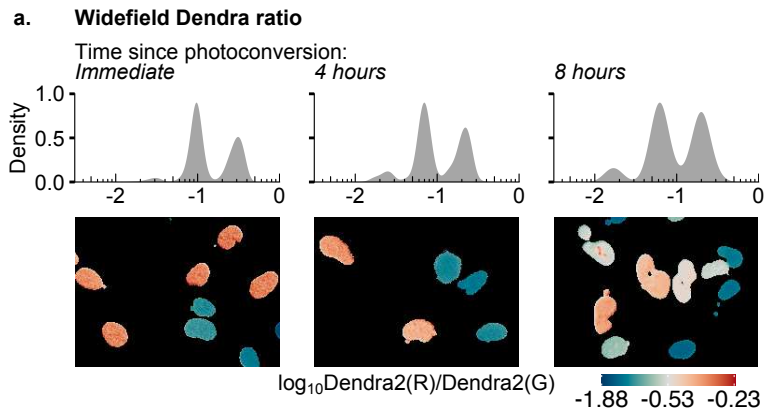 a. Widefield Dendra ratio
Time since photoconversion:
Immediate 4 hours 8 hours
Density
1.0
0.5
0.0
-2 -1 0 -2 -1 0 -2 -1 0
log10Dendra2(R)/Dendra2(G)
-1.88 -0.53 -0.23